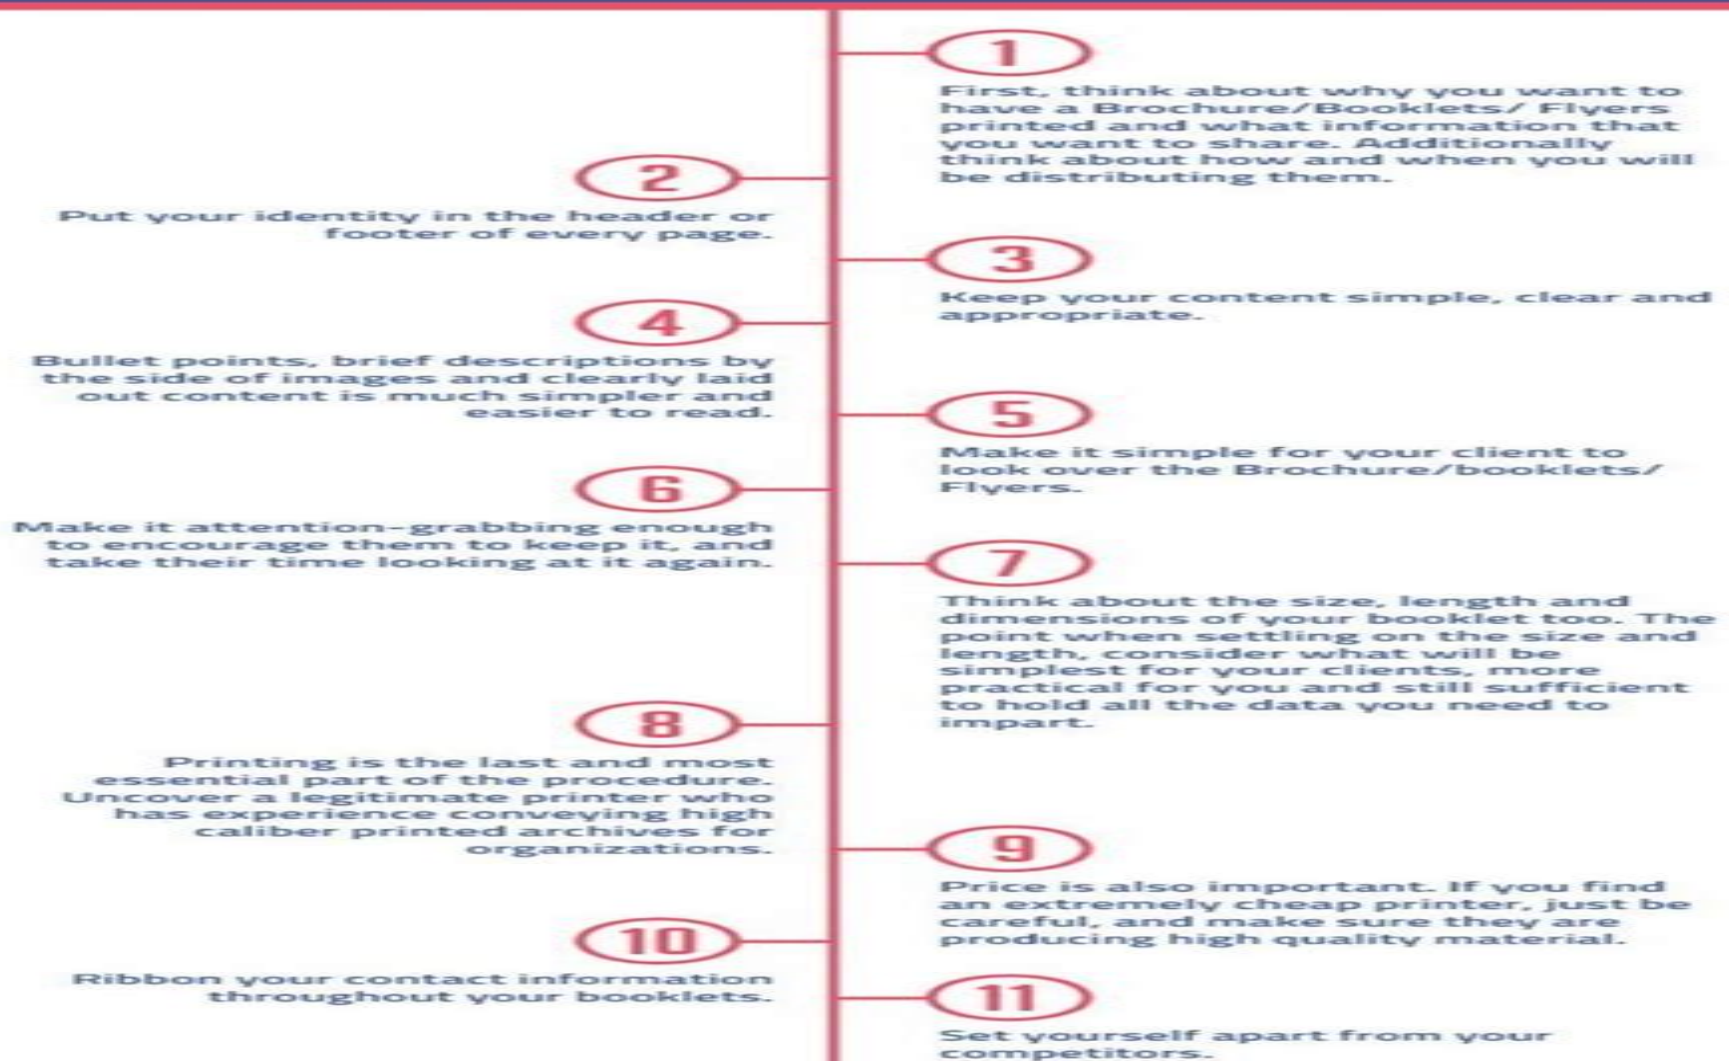 1
First, think about why you want to
have a Brochure/Booklets/ Flyers
printed and what information that
you want to share. Additionally
think about how and when you will
be distributing them.
2
Put your identity in the header or
footer of every page.
3
Keep your content simple, clear and
appropriate.
4
Bullet points, brief descriptions by
the side of images and clearly laid
out content is much simpler and
easier to read.
5
Make it simple for your client to
look over the Brochure/booklets/
Flyers.
6
Make it attention-grabbing enough
to encourage them to keep it, and
take their time looking at it again.
7
Think about the size, length and
dimensions of your booklet too. The
point when settling on the size and
length, consider what will be
simplest for your clients, more
practical for you and still sufficient
to hold all the data you need to
impart.
8
Printing is the last and most
essential part of the procedure.
Uncover a legitimate printer who
has experience conveying high
caliber printed archives for
organizations.
9
Price is also important. If you find
an extremely cheap printer, just be
careful, and make sure they are
producing high quality material.
10
Ribbon your contact information
throughout your booklets.
11
Set yourself apart from your
competitors.